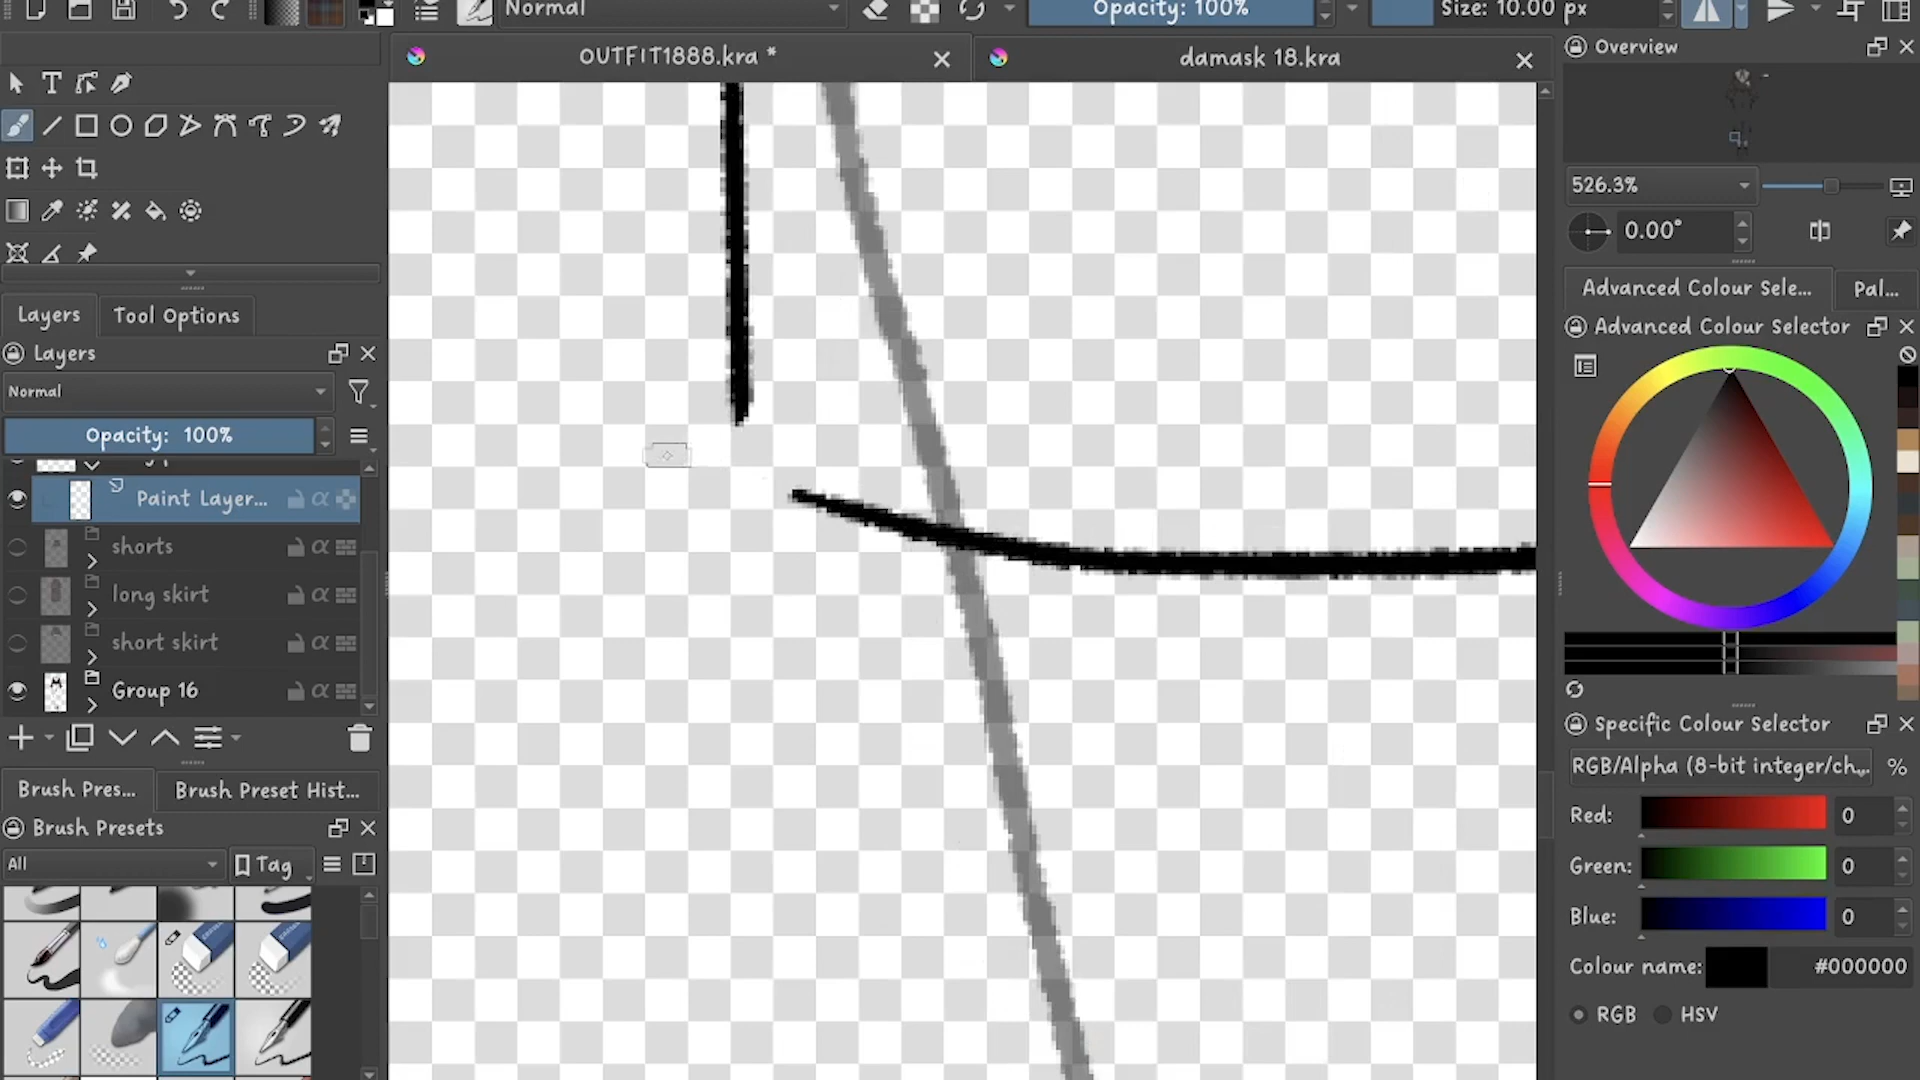 Normal
Opacity: 100%
Size: 10.00 px
OUTFIT1888.kra *
damask 18.kra
Overview
526.3%
0.00°
Layers
Tool Options
Layers
Normal
Opacity: 100%
Paint Layer...
shorts
long skirt
short skirt
Group 16
Brush Pres...
Brush Preset Hist...
Brush Presets
All
Tag
Advanced Colour Sele...
Pal...
Advanced Colour Selector
Specific Colour Selector
RGB/Alpha (8-bit integer/ch...
%
Red:
0
Green:
0
Blue:
0
Colour name:
#000000
RGB
HSV